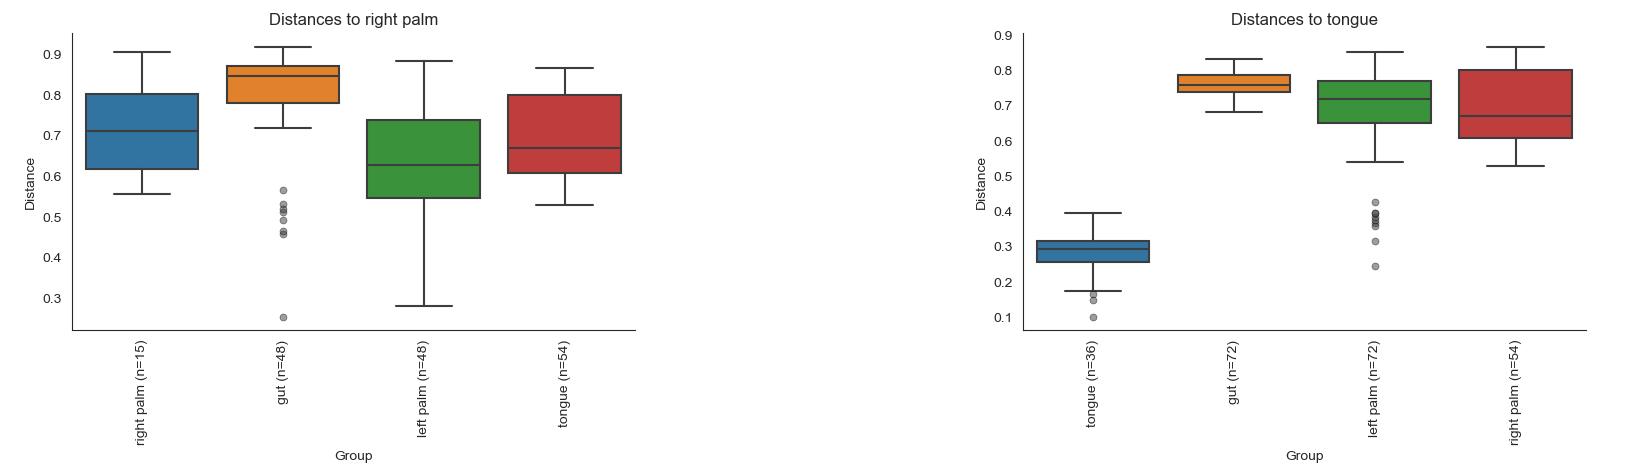 Distances to right palm
Distance
0.9
0.8
0.7
0.6
0.5
0.4
0.3
right palm (n=15)
gut (n=48)
left palm (n=48)
tongue (n=54)
Group
Distances to tongue
Distance
0.9
0.8
0.7
0.6
0.5
0.4
0.3
0.2
0.1
tongue (n=36)
gut (n=72)
left palm (n=72)
right palm (n=54)
Group